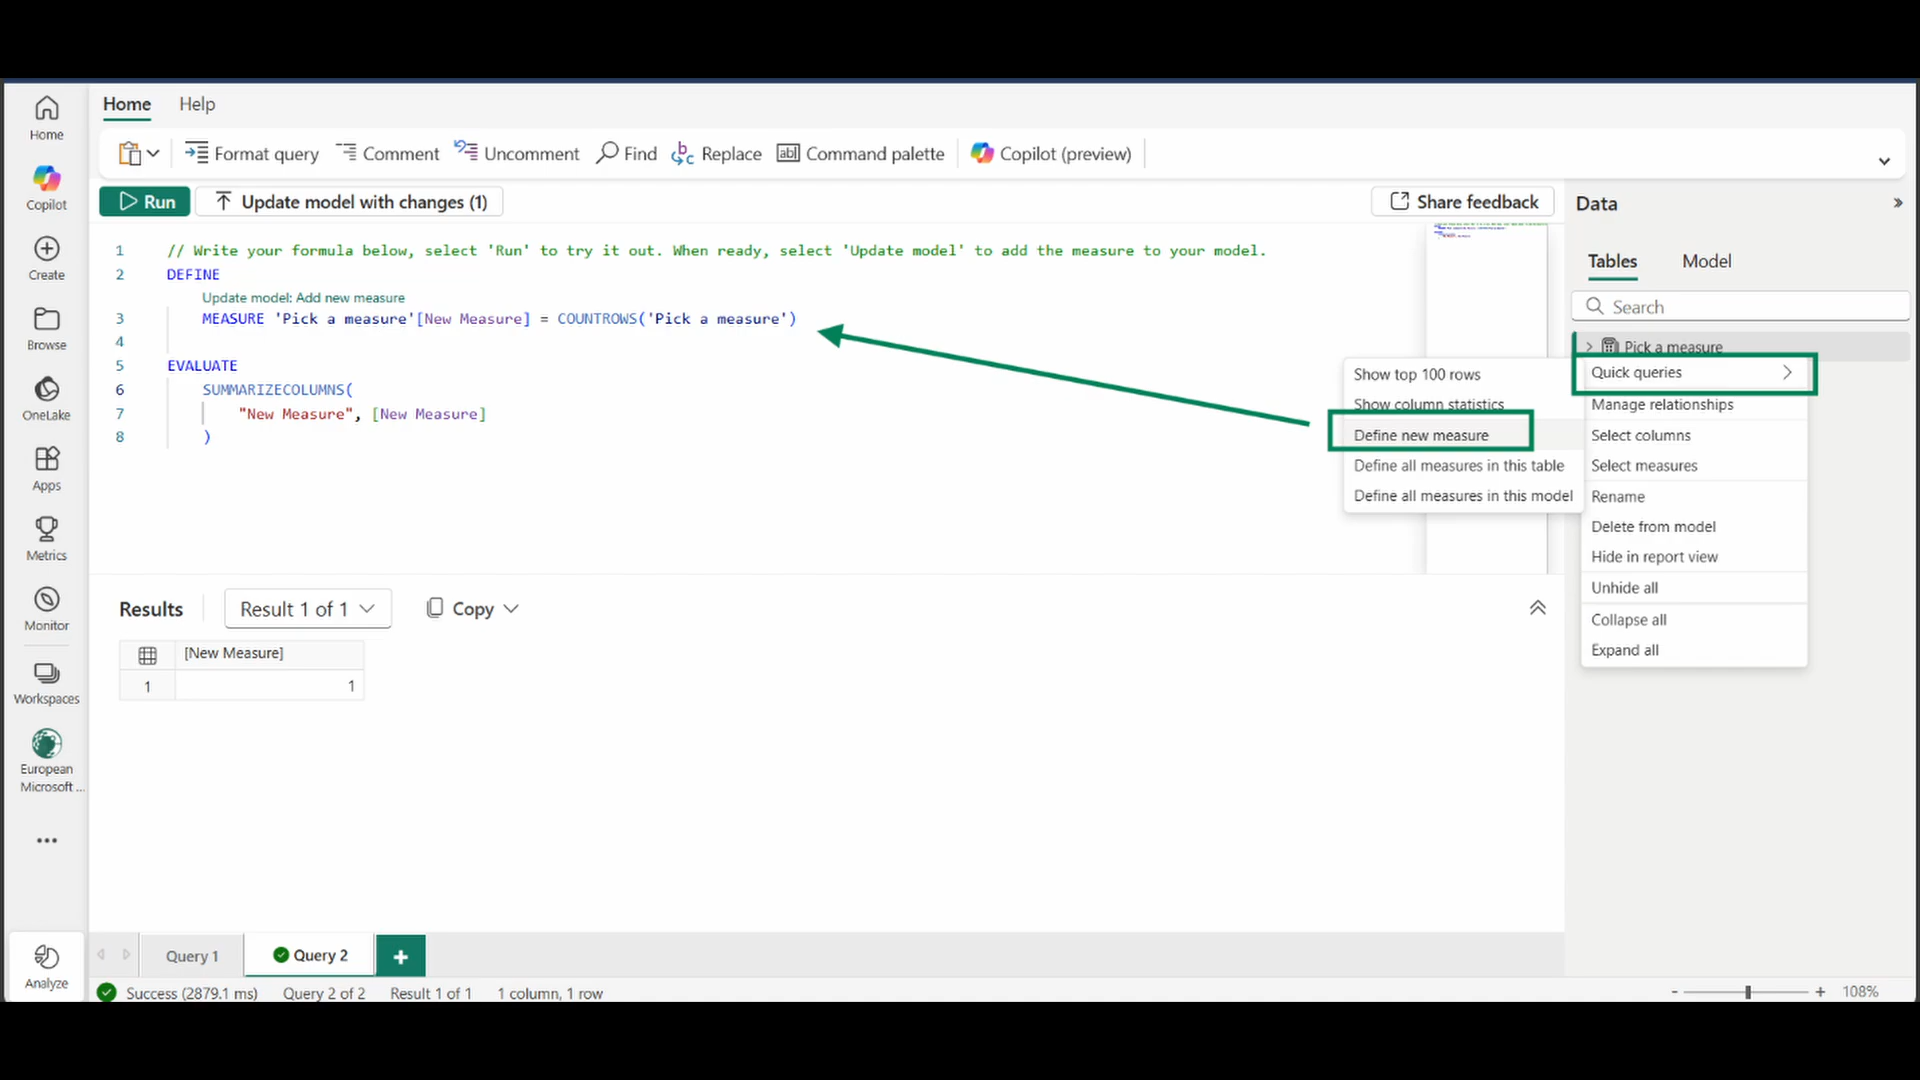 Home
Help
Home
Format query
Comment
Uncomment
Find
Replace
Command palette
Copilot (preview)
Copilot
Create
Browse
OneLake
Apps
Metrics
Monitor
Workspaces
European
Microsoft ...
Analyze
Run
Update model with changes (1)
Share feedback
1 // Write your formula below, select 'Run' to try it out. When ready, select 'Update model' to add the measure to your model.
2 DEFINE
Update model: Add new measure
3 MEASURE 'Pick a measure'[New Measure] = COUNTROWS('Pick a measure')
4
5 EVALUATE
6 SUMMARIZECOLUMNS(
7 "New Measure", [New Measure]
8 )
Show top 100 rows
Show column statistics
Define new measure
Define all measures in this table
Define all measures in this model
Data
Tables
Model
Search
Pick a measure
Quick queries
Manage relationships
Select columns
Select measures
Rename
Delete from model
Hide in report view
Unhide all
Collapse all
Expand all
Results
Result 1 of 1
Copy
[New Measure]
1 1
Query 1
Query 2
+
Success (2879.1 ms)
Query 2 of 2
Result 1 of 1
1 column, 1 row
- + 108%